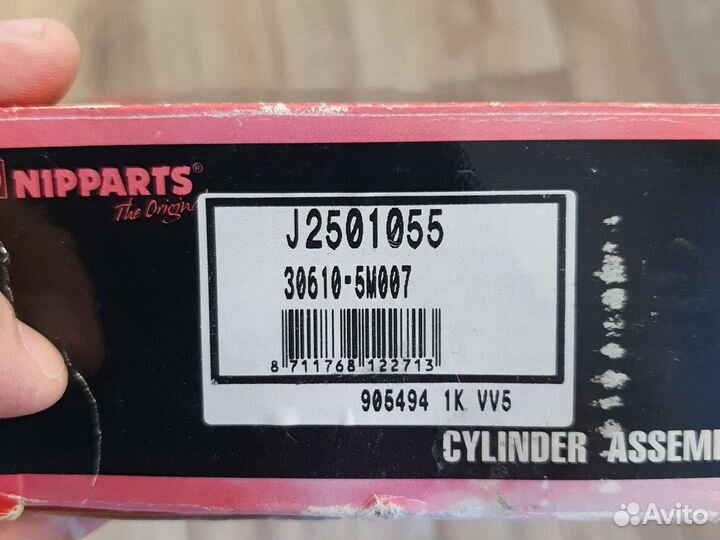 NIPPARTS®
The Origin
J2501055
30610-5M007
8 711768 122713
905494 1K VV5
CYLINDER ASSEM
Avito